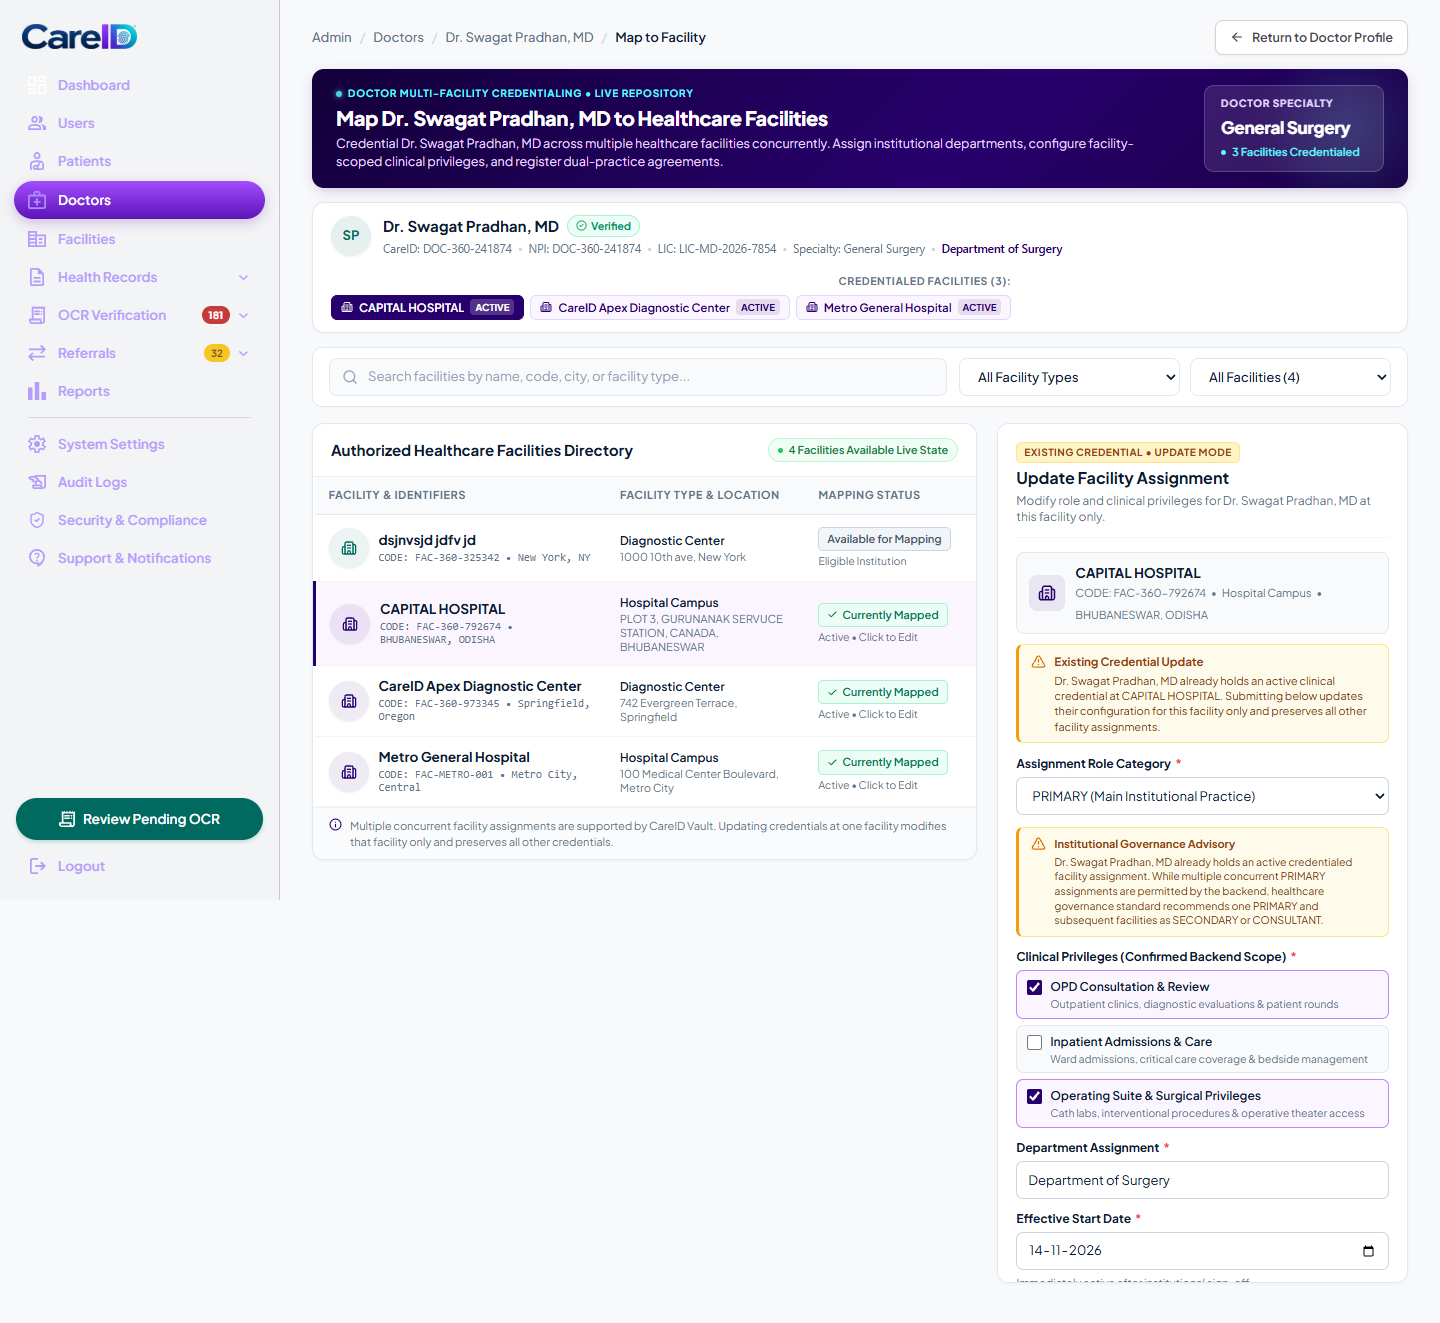 CareID
Dashboard
Users
Patients
Doctors
Facilities
Health Records
OCR Verification 181
Referrals 32
Reports
System Settings
Audit Logs
Security & Compliance
Support & Notifications
Review Pending OCR
Logout
Admin / Doctors / Dr. Swagat Pradhan, MD / Map to Facility
Return to Doctor Profile
DOCTOR MULTI-FACILITY CREDENTIALING • LIVE REPOSITORY
Map Dr. Swagat Pradhan, MD to Healthcare Facilities
Credential Dr. Swagat Pradhan, MD across multiple healthcare facilities concurrently. Assign institutional departments, configure facility-
scoped clinical privileges, and register dual-practice agreements.
DOCTOR SPECIALTY
General Surgery
• 3 Facilities Credentialed
SP
Dr. Swagat Pradhan, MD Verified
CareID: DOC-360-241874 • NPI: DOC-360-241874 • LIC: LIC-MD-2026-7854 • Specialty: General Surgery • Department of Surgery
CREDENTIALED FACILITIES (3):
CAPITAL HOSPITAL ACTIVE
CareID Apex Diagnostic Center ACTIVE
Metro General Hospital ACTIVE
Search facilities by name, code, city, or facility type...
All Facility Types
All Facilities (4)
Authorized Healthcare Facilities Directory
• 4 Facilities Available Live State
FACILITY & IDENTIFIERS FACILITY TYPE & LOCATION MAPPING STATUS
dsjnvsjd jdfv jd
CODE: FAC-360-325342 • New York, NY
Diagnostic Center
1000 10th ave, New York
Available for Mapping
Eligible Institution
CAPITAL HOSPITAL
CODE: FAC-360-792674 •
BHUBANESWAR, ODISHA
Hospital Campus
PLOT 3, GURUNANAK SERVUCE
STATION, CANADA,
BHUBANESWAR
Currently Mapped
Active • Click to Edit
CareID Apex Diagnostic Center
CODE: FAC-360-973345 • Springfield,
Oregon
Diagnostic Center
742 Evergreen Terrace,
Springfield
Currently Mapped
Active • Click to Edit
Metro General Hospital
CODE: FAC-METRO-001 • Metro City,
Central
Hospital Campus
100 Medical Center Boulevard,
Metro City
Currently Mapped
Active • Click to Edit
Multiple concurrent facility assignments are supported by CareID Vault. Updating credentials at one facility modifies
that facility only and preserves all other credentials.
EXISTING CREDENTIAL • UPDATE MODE
Update Facility Assignment
Modify role and clinical privileges for Dr. Swagat Pradhan, MD at
this facility only.
CAPITAL HOSPITAL
CODE: FAC-360-792674 • Hospital Campus •
BHUBANESWAR, ODISHA
Existing Credential Update
Dr. Swagat Pradhan, MD already holds an active clinical
credential at CAPITAL HOSPITAL. Submitting below updates
their configuration for this facility only and preserves all other
facility assignments.
Assignment Role Category *
PRIMARY (Main Institutional Practice)
Institutional Governance Advisory
Dr. Swagat Pradhan, MD already holds an active credentialed
facility assignment. While multiple concurrent PRIMARY
assignments are permitted by the backend, healthcare
governance standard recommends one PRIMARY and
subsequent facilities as SECONDARY or CONSULTANT.
Clinical Privileges (Confirmed Backend Scope) *
OPD Consultation & Review
Outpatient clinics, diagnostic evaluations & patient rounds
Inpatient Admissions & Care
Ward admissions, critical care coverage & bedside management
Operating Suite & Surgical Privileges
Cath labs, interventional procedures & operative theater access
Department Assignment *
Department of Surgery
Effective Start Date *
14-11-2026